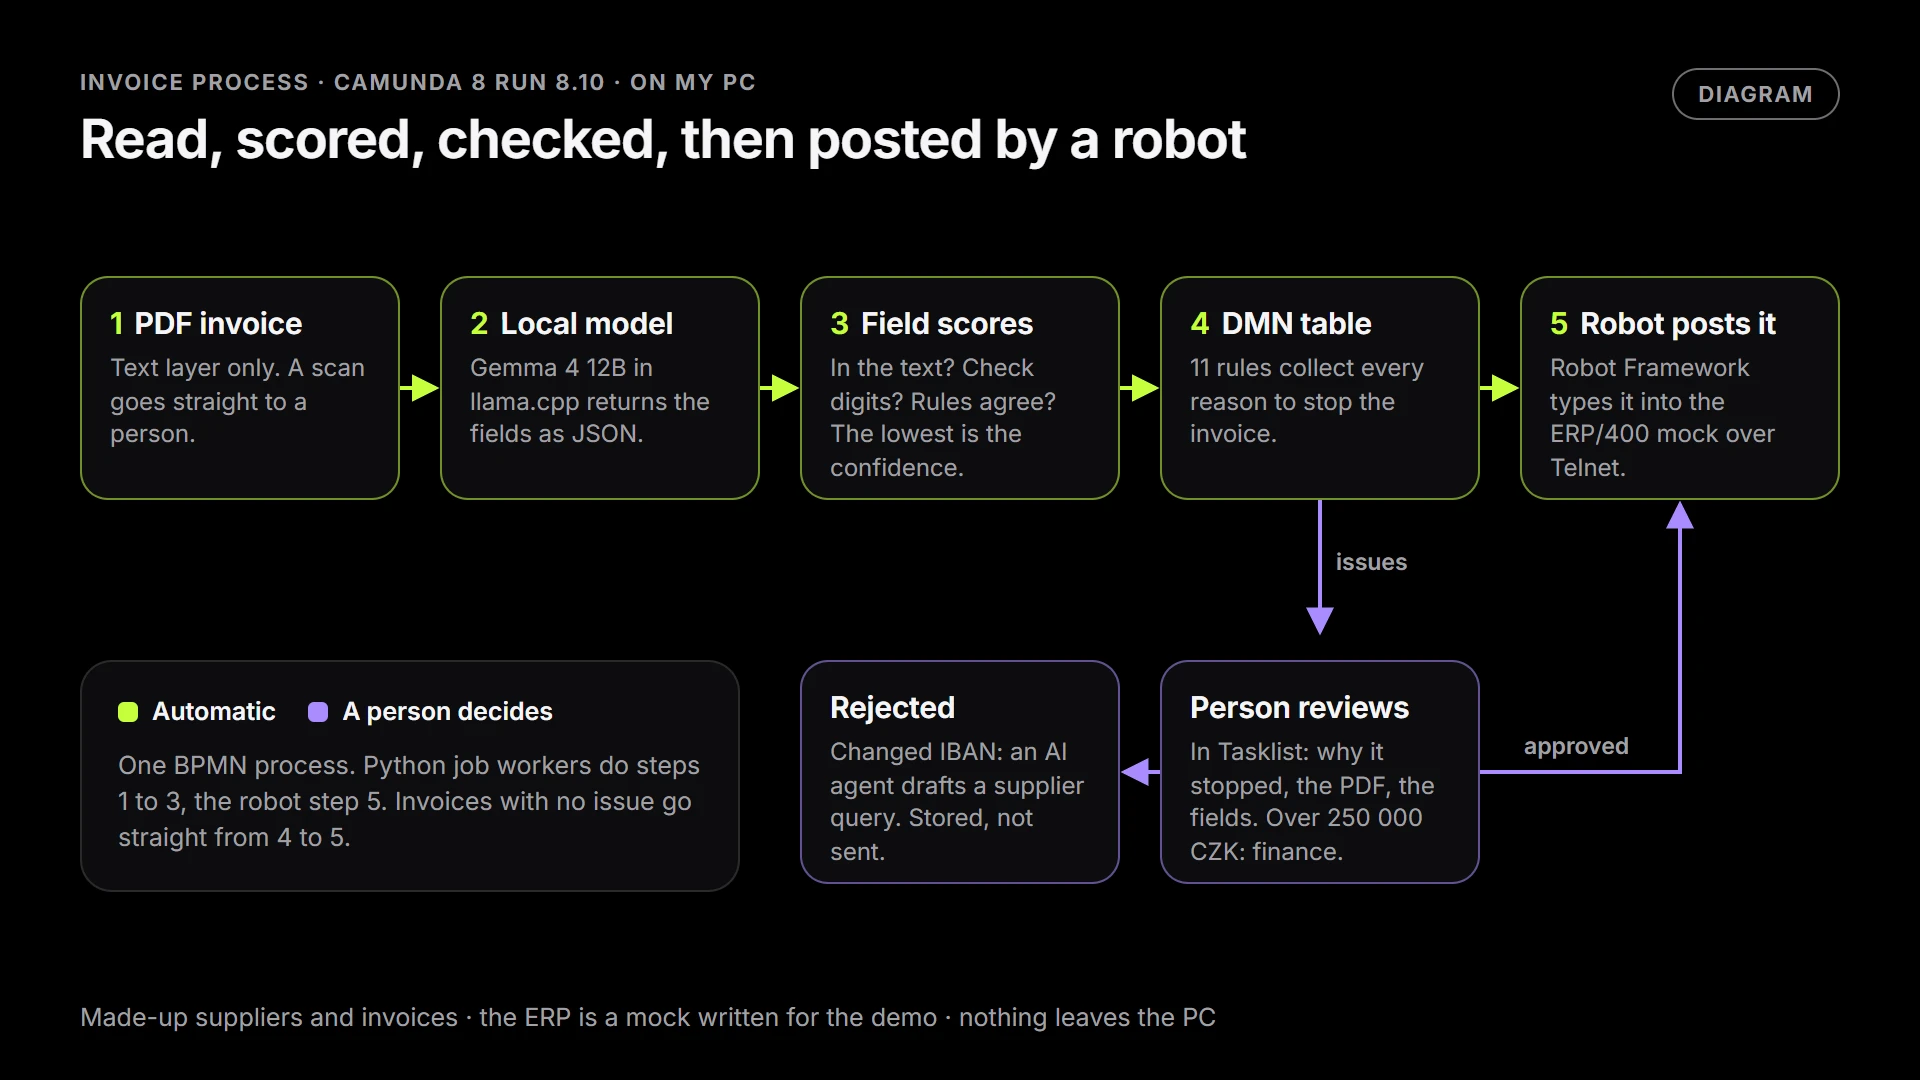 INVOICE PROCESS · CAMUNDA 8 RUN 8.10 · ON MY PC
DIAGRAM
Read, scored, checked, then posted by a robot
1 PDF invoice
Text layer only. A scan
goes straight to a
person.
2 Local model
Gemma 4 12B in
llama.cpp returns the
fields as JSON.
3 Field scores
In the text? Check
digits? Rules agree?
The lowest is the
confidence.
4 DMN table
11 rules collect every
reason to stop the
invoice.
5 Robot posts it
Robot Framework
types it into the
ERP/400 mock over
Telnet.
issues
approved
Automatic
A person decides
One BPMN process. Python job workers do steps
1 to 3, the robot step 5. Invoices with no issue go
straight from 4 to 5.
Rejected
Changed IBAN: an AI
agent drafts a supplier
query. Stored, not
sent.
Person reviews
In Tasklist: why it
stopped, the PDF, the
fields. Over 250 000
CZK: finance.
Made-up suppliers and invoices · the ERP is a mock written for the demo · nothing leaves the PC